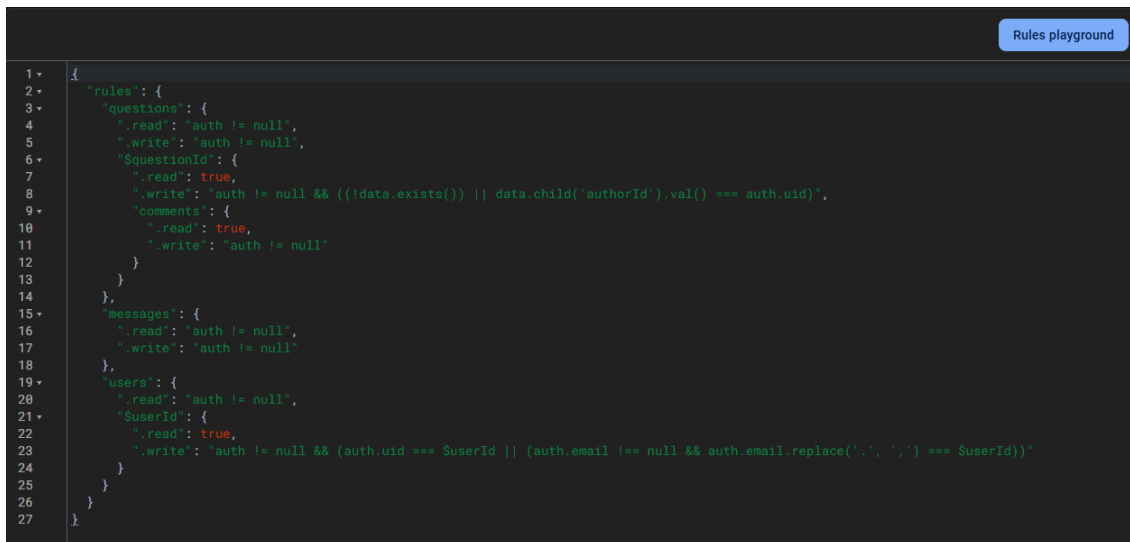 Rules playground
1 {
2 "rules": {
3 "questions": {
4 ".read": "auth != null",
5 ".write": "auth != null",
6 "$questionId": {
7 ".read": true,
8 ".write": "auth != null && ((!data.exists()) || data.child('authorId').val() === auth.uid)",
9 "comments": {
10 ".read": true,
11 ".write": "auth != null"
12 }
13 }
14 },
15 "messages": {
16 ".read": "auth != null",
17 ".write": "auth != null"
18 },
19 "users": {
20 ".read": "auth != null",
21 "$userId": {
22 ".read": true,
23 ".write": "auth != null && (auth.uid === $userId || (auth.email !== null && auth.email.replace('.', ',') === $userId))"
24 }
25 }
26 }
27 }